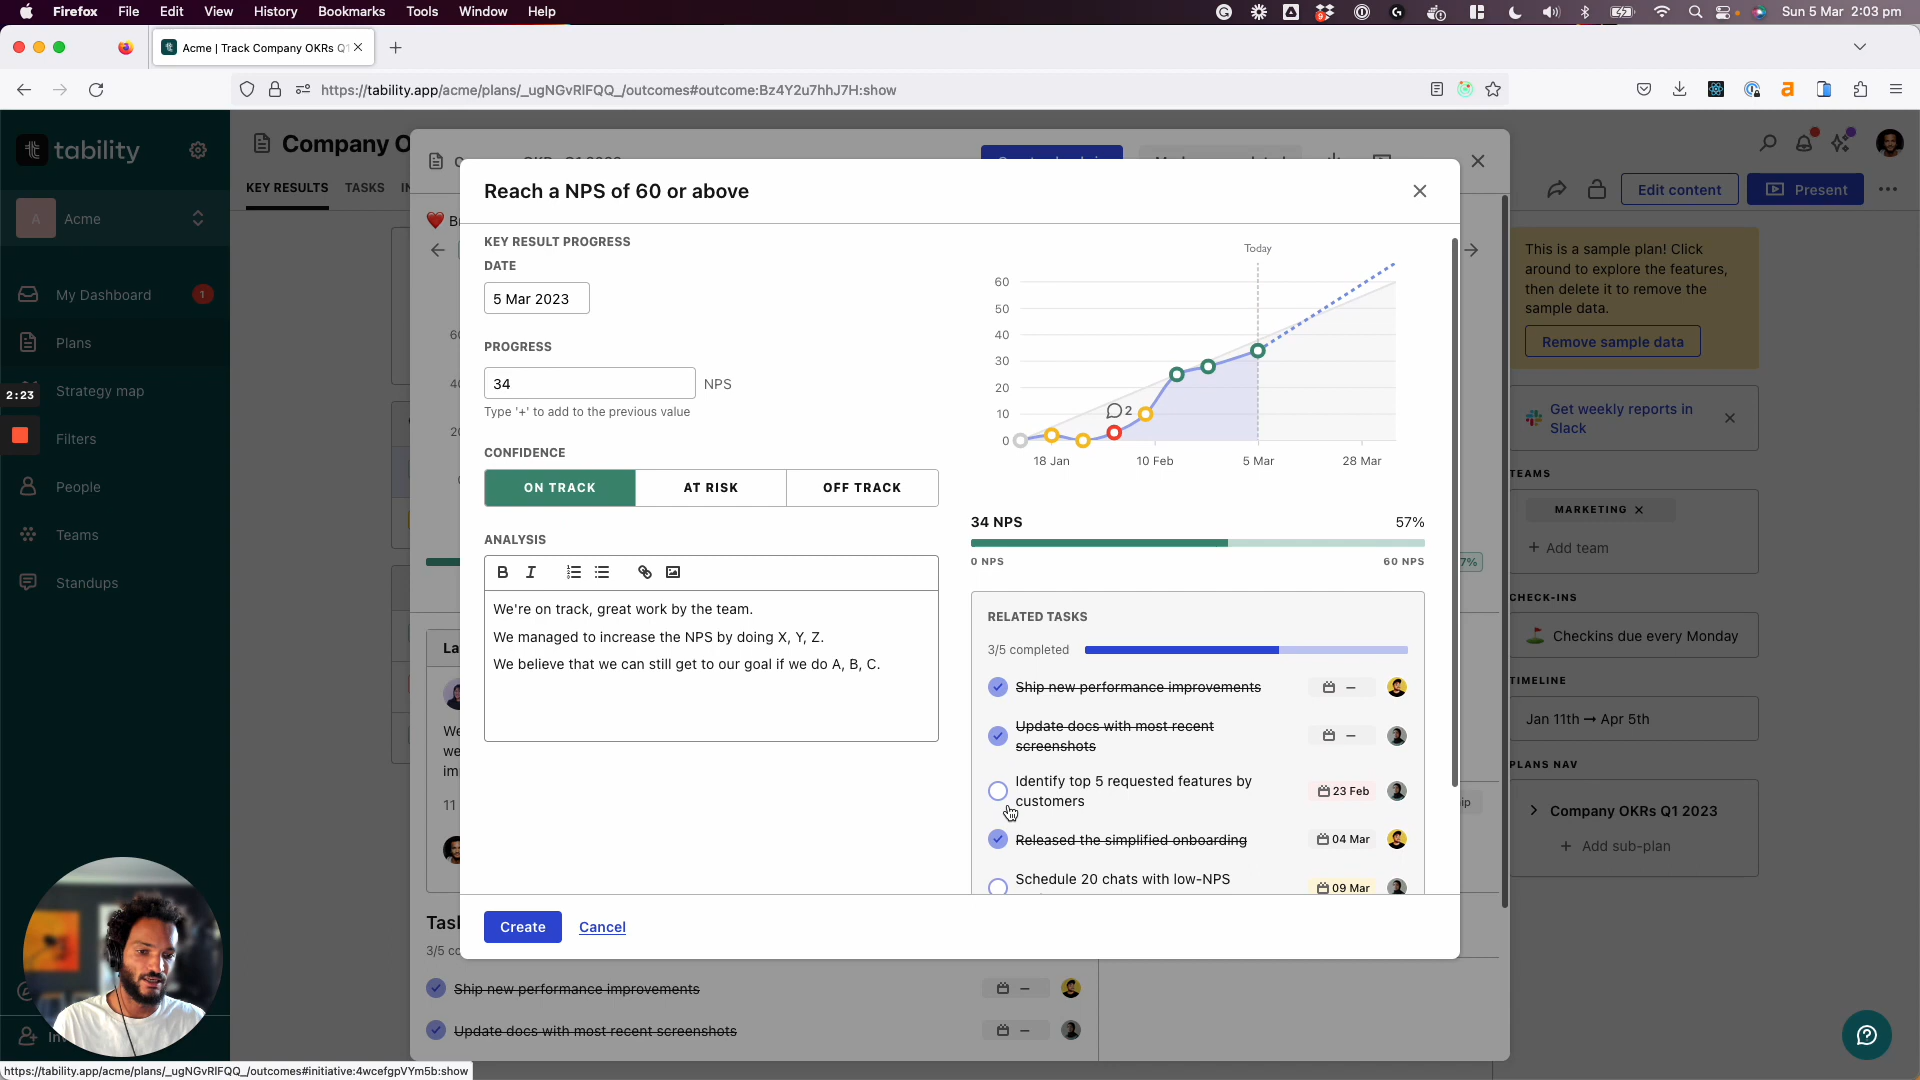 Firefox
File
Edit
View
History
Bookmarks
Tools
Window
Help
Sun 5 Mar 2:03 pm
Acme | Track Company OKRs Q1
https://tability.app/acme/plans/_ugNGvRlFQQ_/outcomes#outcome:Bz4Y2u7hhJ7H:show
tability
A
Acme
My Dashboard
1
Plans
Strategy map
2:23
Filters
People
Teams
Standups
Company O
KEY RESULTS
TASKS
Edit content
Present
Reach a NPS of 60 or above
KEY RESULT PROGRESS
DATE
5 Mar 2023
PROGRESS
34
NPS
Type '+' to add to the previous value
CONFIDENCE
ON TRACK
AT RISK
OFF TRACK
ANALYSIS
We're on track, great work by the team.
We managed to increase the NPS by doing X, Y, Z.
We believe that we can still get to our goal if we do A, B, C.
Today
60
50
40
30
20
10
0
2
18 Jan
10 Feb
5 Mar
28 Mar
34 NPS
57%
0 NPS
60 NPS
RELATED TASKS
3/5 completed
Ship new performance improvements
Update docs with most recent
screenshots
Identify top 5 requested features by
customers
23 Feb
Released the simplified onboarding
04 Mar
Schedule 20 chats with low-NPS
09 Mar
Create
Cancel
This is a sample plan! Click
around to explore the features,
then delete it to remove the
sample data.
Remove sample data
Get weekly reports in
Slack
TEAMS
MARKETING
+ Add team
CHECK-INS
Checkins due every Monday
TIMELINE
Jan 11th → Apr 5th
PLANS NAV
Company OKRs Q1 2023
+ Add sub-plan
La
We
we
im
11
Tas
3/5 co
Ship new performance improvements
Update docs with most recent screenshots
https://tability.app/acme/plans/_ugNGvRlFQQ_/outcomes#initiative:4wcefgpVYm5b:show